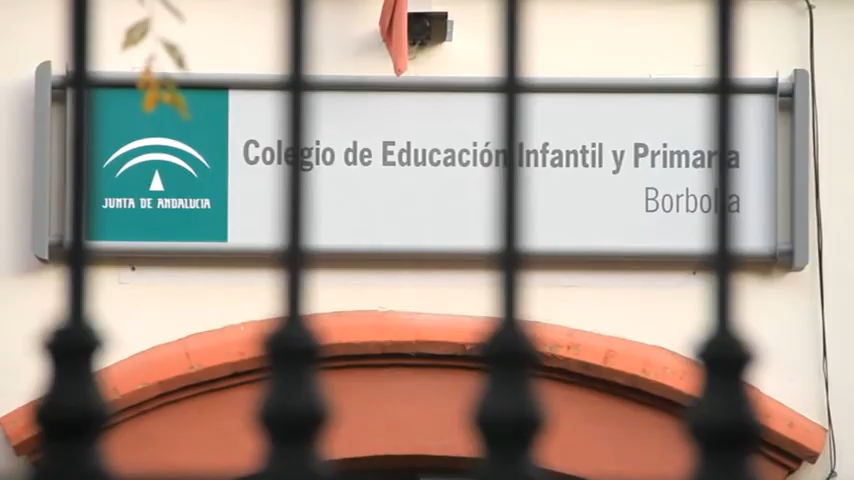 Colegio de Educación Infantil y Primaria
Borbolla
JUNTA DE ANDALUCIA